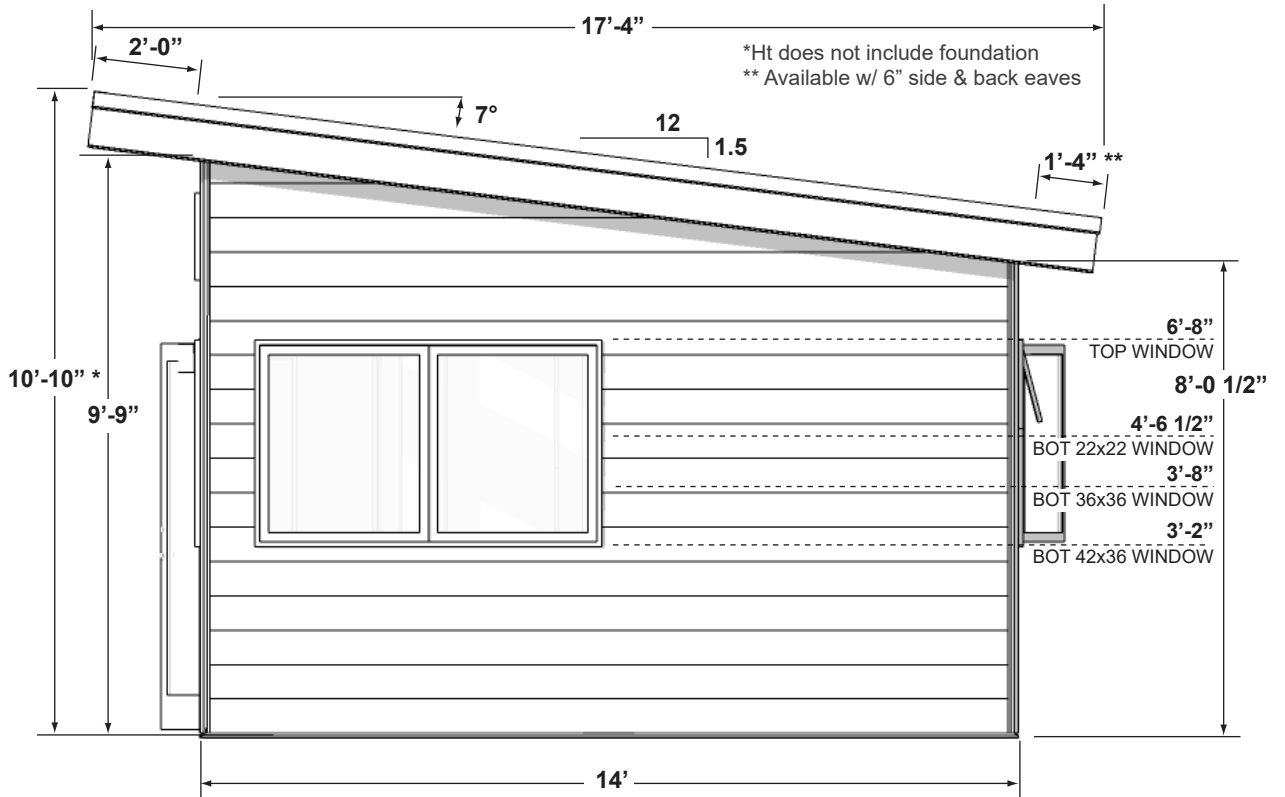 17’-4”
2’-0”
*Ht does not include foundation
** Available w/ 6” side & back eaves
7°
12
1.5
1’-4” **
6’-8”
TOP WINDOW
10’-10” *
8’-0 1/2”
9’-9”
4’-6 1/2”
BOT 22x22 WINDOW
3’-8”
BOT 36x36 WINDOW
3’-2”
BOT 42x36 WINDOW
14’